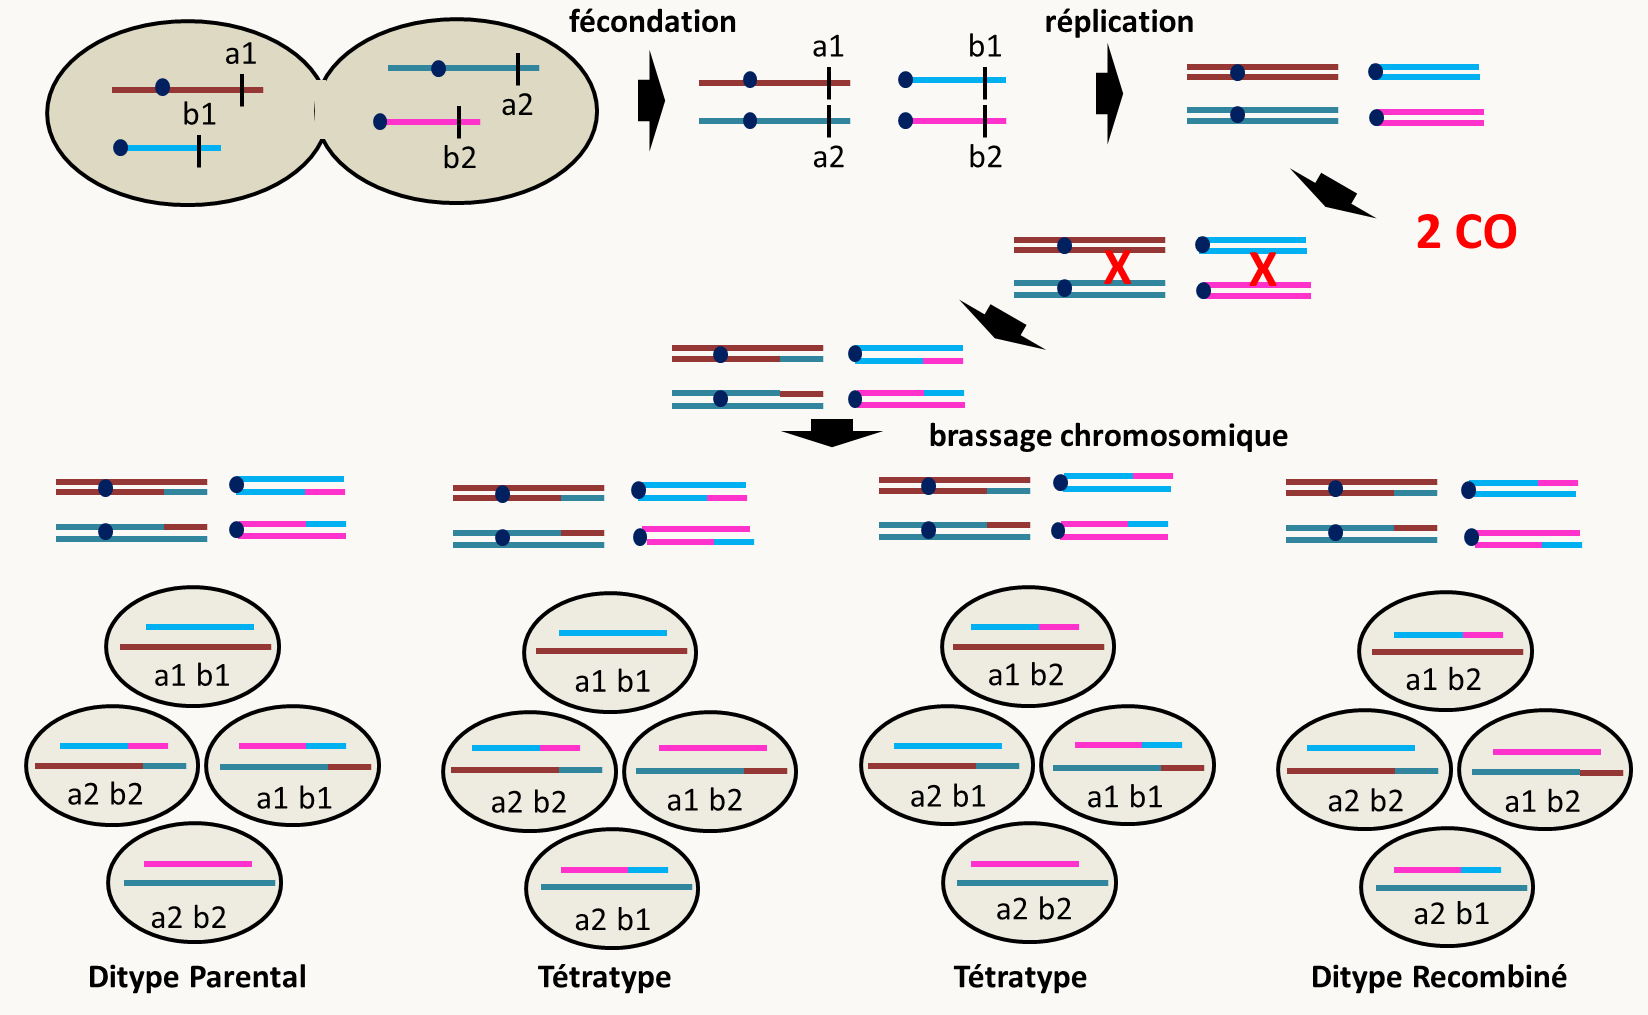 fécondation
réplication
a1
b1
a2
b2
a1
b1
a2
b2
2 CO
X
X
brassage chromosomique
a1 b1
a2 b2
a1 b1
a2 b2
Ditype Parental
a1 b1
a2 b2
a1 b2
a2 b1
Tétratype
a1 b2
a2 b1
a1 b1
a2 b2
Tétratype
a1 b2
a2 b2
a1 b2
a2 b1
Ditype Recombiné